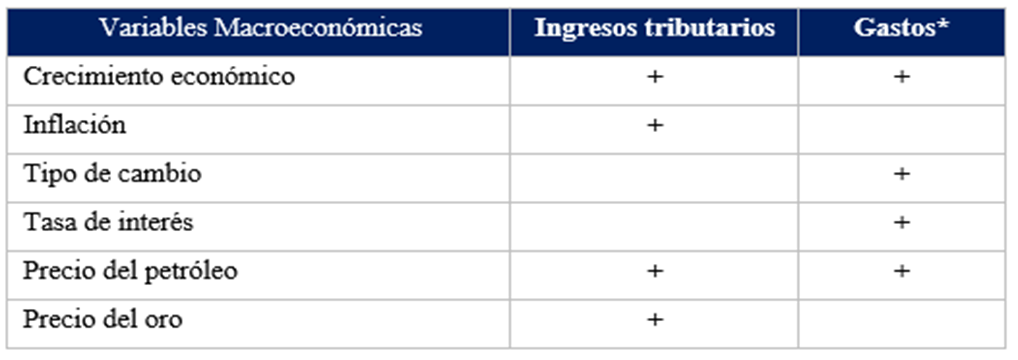 Variables Macroeconómicas Ingresos tributarios Gastos*
Crecimiento económico + +
Inflación +
Tipo de cambio +
Tasa de interés +
Precio del petróleo + +
Precio del oro +